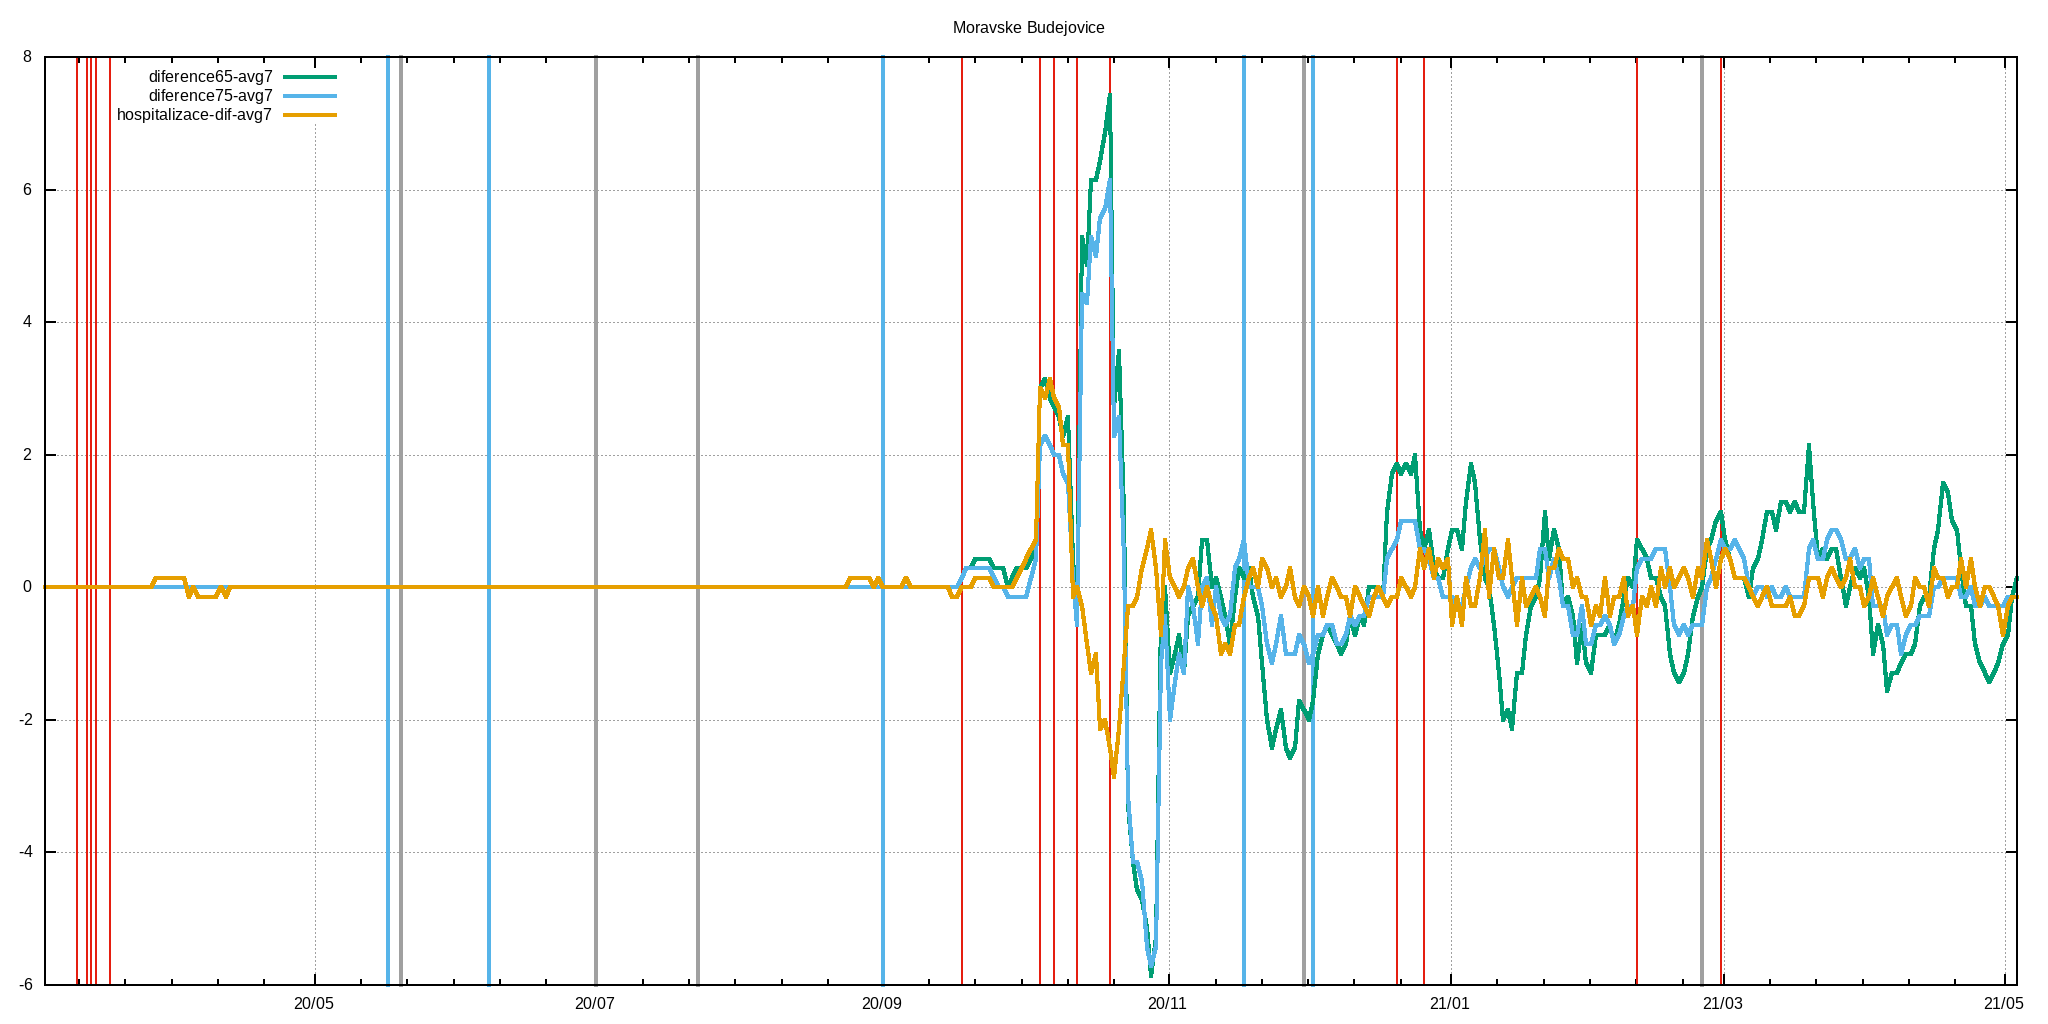 Moravske Budejovice
diference65-avg7
diference75-avg7
hospitalizace-dif-avg7
8
6
4
2
0
-2
-4
-6
20/05 20/07 20/09 20/11 21/01 21/03 21/05